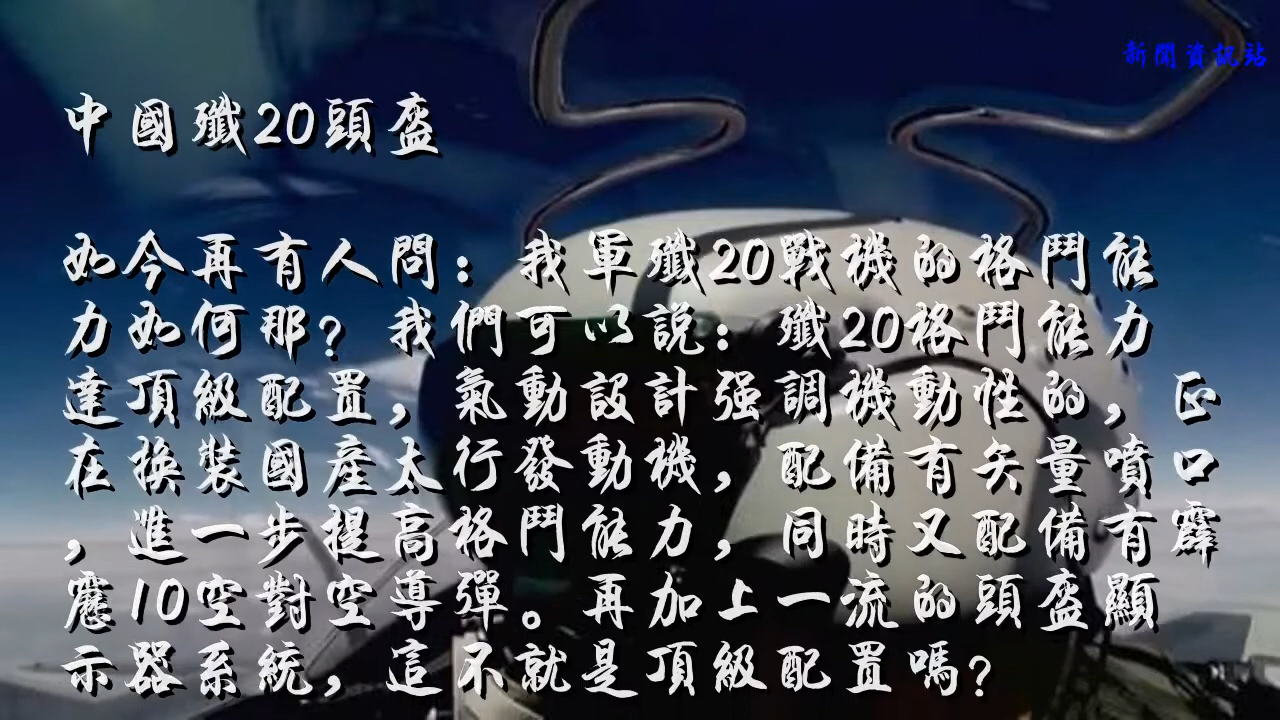 新聞資訊站
中國殲20頭盔
如今再有人問：我軍殲20戰機的格鬥能
力如何那？我們可以說：殲20格鬥能力
達頂級配置，氣動設計强調機動性的，正
在換裝國産太行發動機，配備有矢量噴口
，進一步提高格鬥能力，同時又配備有霹
靂10空對空導彈。再加上一流的頭盔顯
示器系統，這不就是頂級配置嗎？